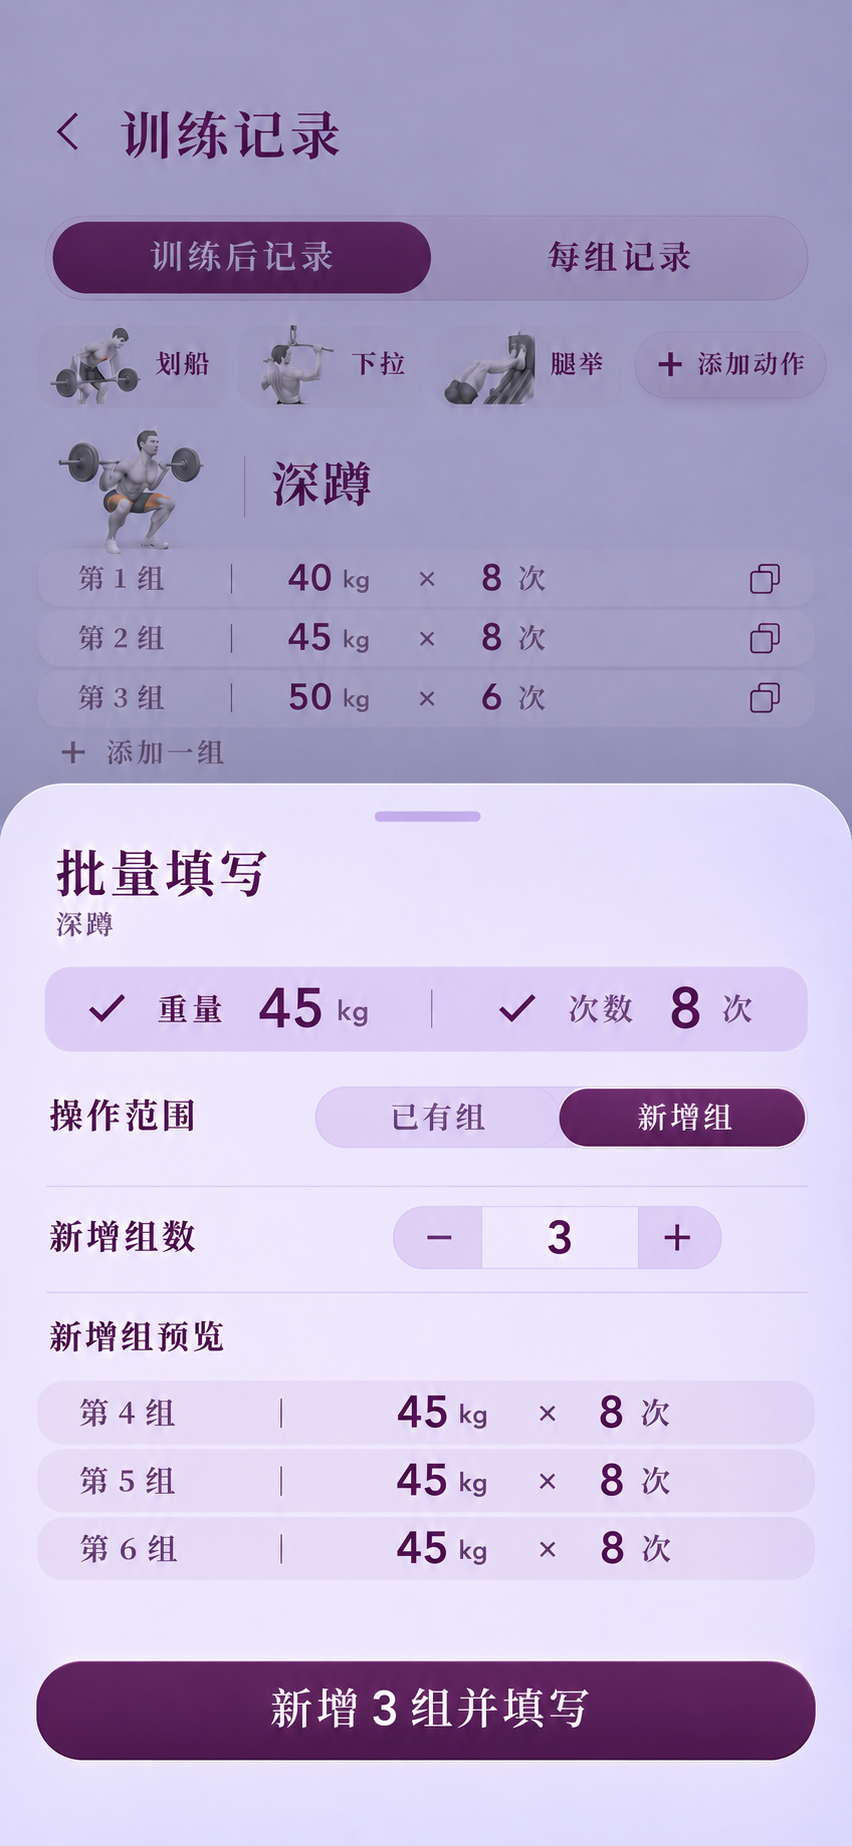 训练记录
训练后记录 每组记录
划船 下拉 腿举 + 添加动作
深蹲
第 1 组 | 40 kg × 8 次
第 2 组 | 45 kg × 8 次
第 3 组 | 50 kg × 6 次
+ 添加一组
批量填写
深蹲
✓ 重量 45 kg | ✓ 次数 8 次
操作范围 已有组 新增组
新增组数 − 3 +
新增组预览
第 4 组 | 45 kg × 8 次
第 5 组 | 45 kg × 8 次
第 6 组 | 45 kg × 8 次
新增 3 组并填写